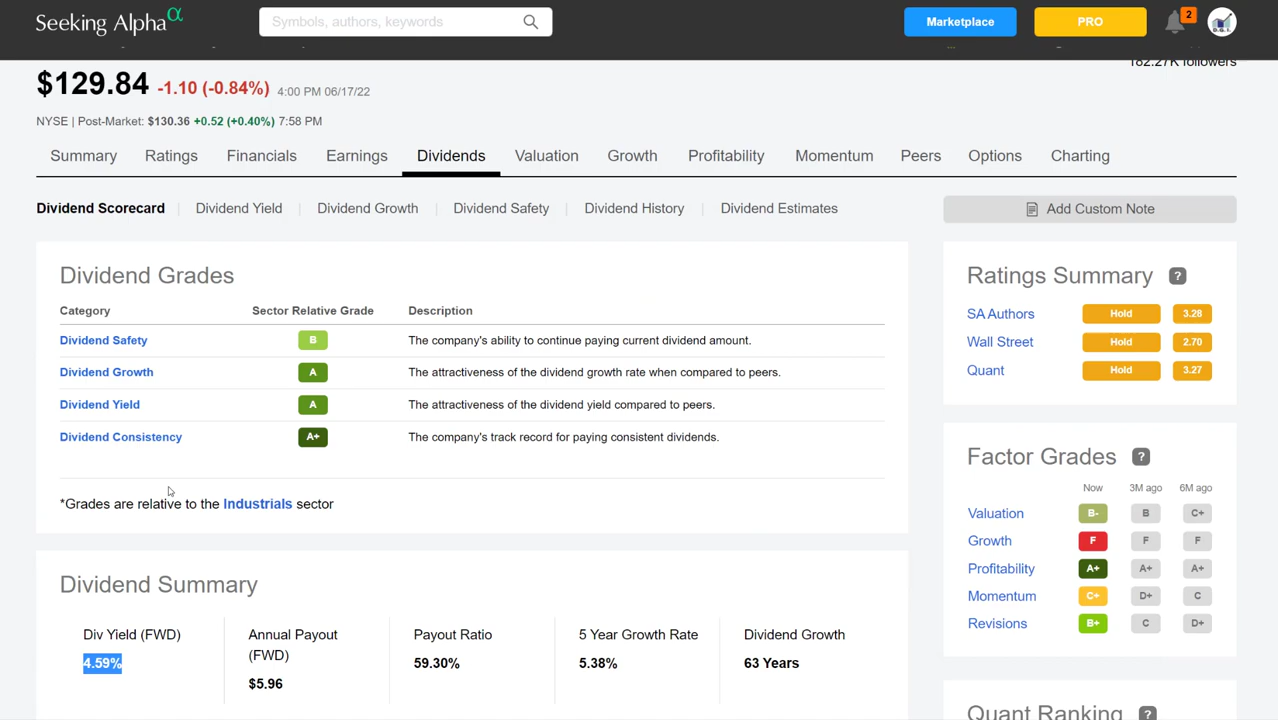 Seeking Alpha α
Symbols, authors, keywords
Marketplace
PRO
2
182.27K followers
$129.84 -1.10 (-0.84%) 4:00 PM 06/17/22
NYSE | Post-Market: $130.36 +0.52 (+0.40%) 7:58 PM
Summary Ratings Financials Earnings Dividends Valuation Growth Profitability Momentum Peers Options Charting
Dividend Scorecard Dividend Yield Dividend Growth Dividend Safety Dividend History Dividend Estimates
Add Custom Note
Dividend Grades
Category Sector Relative Grade Description
Dividend Safety B The company's ability to continue paying current dividend amount.
Dividend Growth A The attractiveness of the dividend growth rate when compared to peers.
Dividend Yield A The attractiveness of the dividend yield compared to peers.
Dividend Consistency A+ The company's track record for paying consistent dividends.
*Grades are relative to the Industrials sector
Ratings Summary ?
SA Authors Hold 3.28
Wall Street Hold 2.70
Quant Hold 3.27
Factor Grades ?
Now 3M ago 6M ago
Valuation B- B C+
Growth F F F
Profitability A+ A+ A+
Momentum C+ D+ C
Revisions B+ C D+
Dividend Summary
Div Yield (FWD)
4.59%
Annual Payout
(FWD)
$5.96
Payout Ratio
59.30%
5 Year Growth Rate
5.38%
Dividend Growth
63 Years
Quant Ranking ?